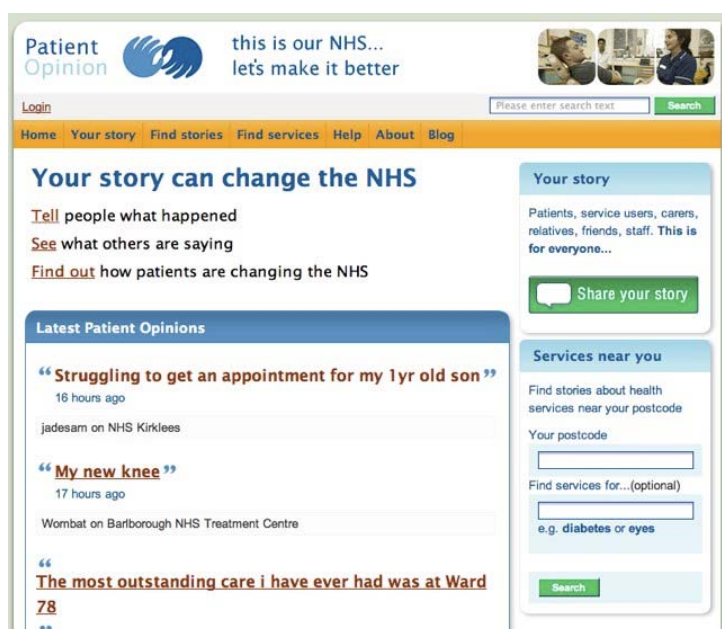 Patient
Opinion
this is our NHS...
let's make it better
Login
Please enter search text
Search
Home Your story Find stories Find services Help About Blog
Your story can change the NHS
Tell people what happened
See what others are saying
Find out how patients are changing the NHS
Latest Patient Opinions
“Struggling to get an appointment for my 1yr old son”
16 hours ago
jadesam on NHS Kirklees
“My new knee”
17 hours ago
Wombat on Barlborough NHS Treatment Centre
“
The most outstanding care i have ever had was at Ward
78
”
Your story
Patients, service users, carers,
relatives, friends, staff. This is
for everyone...
Share your story
Services near you
Find stories about health
services near your postcode
Your postcode
Find services for...(optional)
e.g. diabetes or eyes
Search